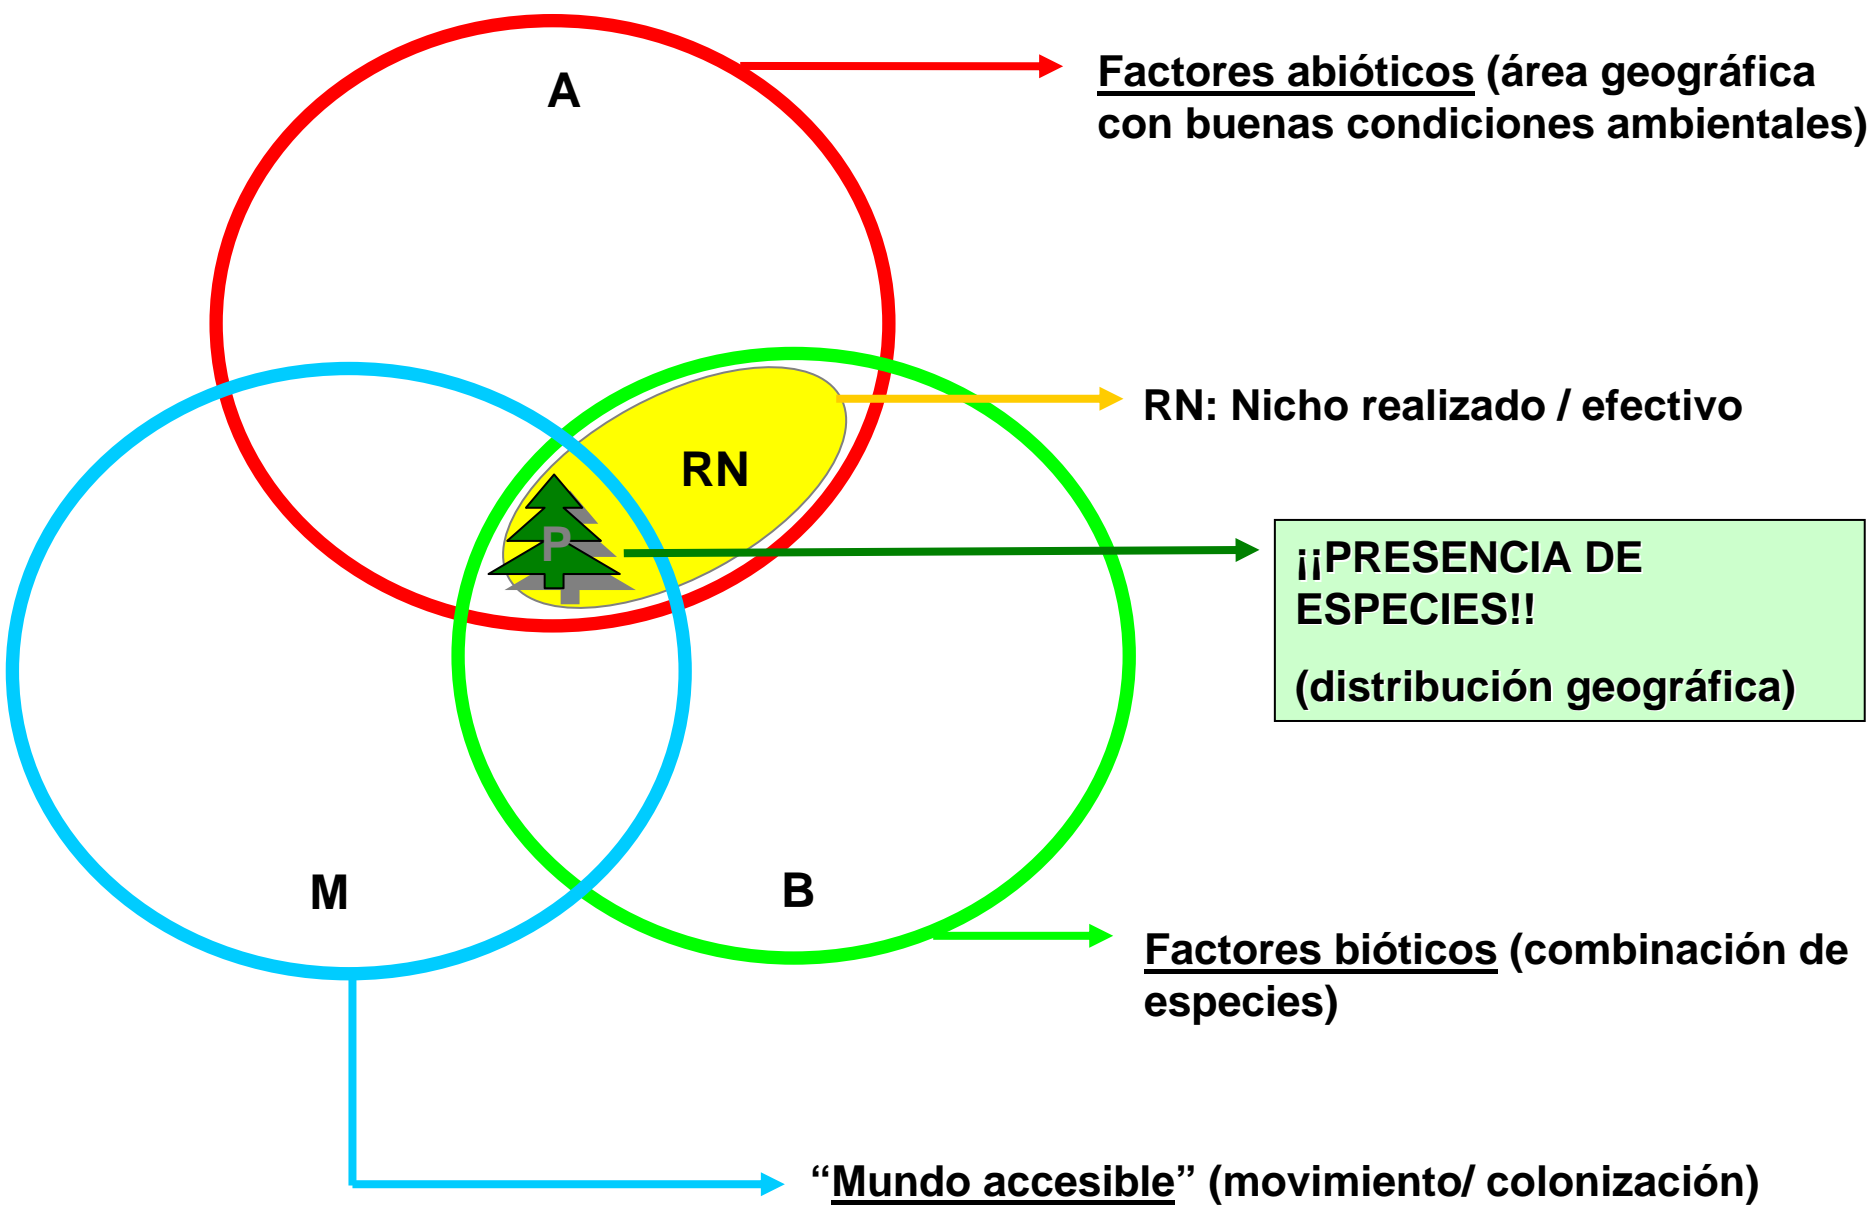 A
Factores abióticos (área geográfica
con buenas condiciones ambientales)
RN: Nicho realizado / efectivo
RN
P
¡¡PRESENCIA DE
ESPECIES!!
(distribución geográfica)
M
B
Factores bióticos (combinación de
especies)
“Mundo accesible” (movimiento/ colonización)